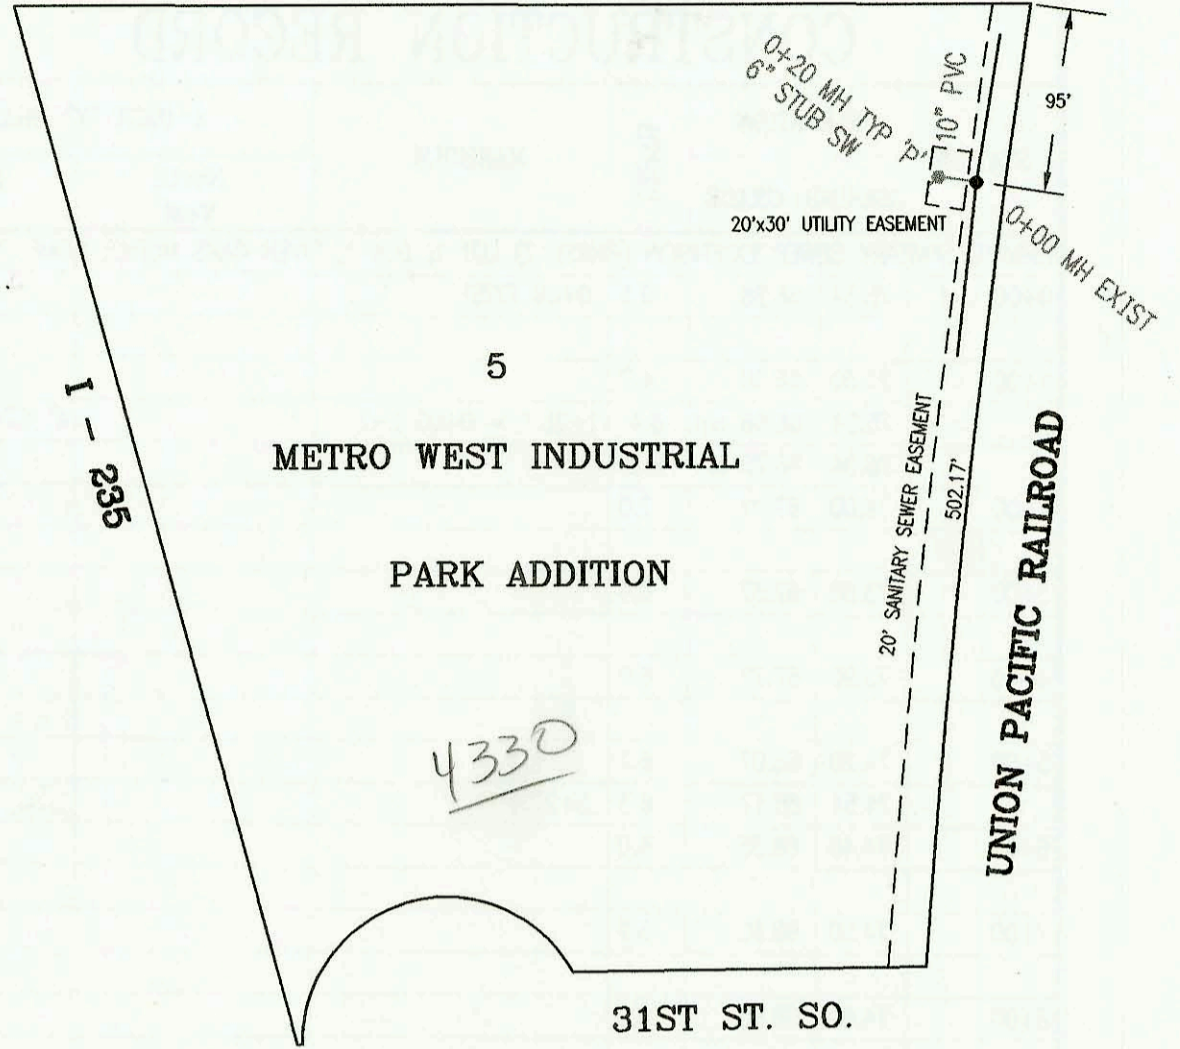 0+20 MH TYP 'P'
6" STUB SW
10" PVC
95'
20'x30' UTILITY EASEMENT
0+00 MH EXIST
5
I - 235
METRO WEST INDUSTRIAL
PARK ADDITION
20' SANITARY SEWER EASEMENT
502.17'
UNION PACIFIC RAILROAD
4330
31ST ST. SO.